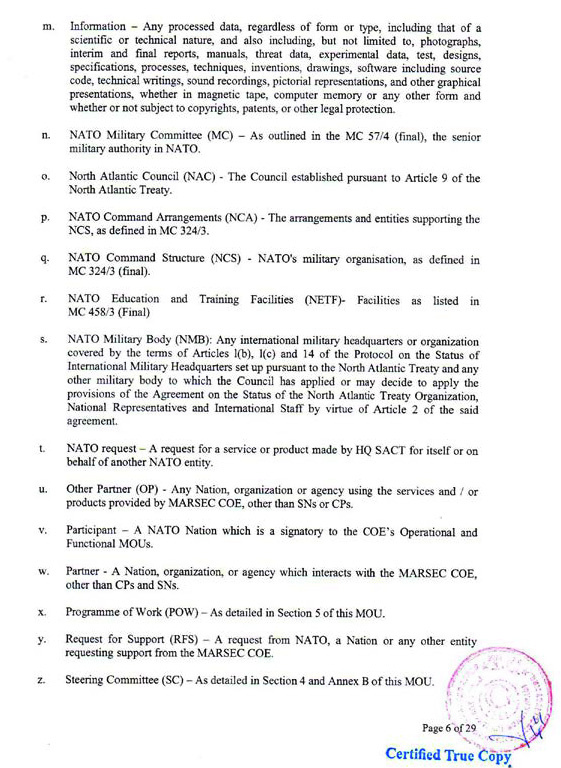 m. Information – Any processed data, regardless of form or type, including that of a
scientific or technical nature, and also including, but not limited to, photographs,
interim and final reports, manuals, threat data, experimental data, test, designs,
specifications, processes, techniques, inventions, drawings, software including source
code, technical writings, sound recordings, pictorial representations, and other graphical
presentations, whether in magnetic tape, computer memory or any other form and
whether or not subject to copyrights, patents, or other legal protection.
n. NATO Military Committee (MC) – As outlined in the MC 57/4 (final), the senior
military authority in NATO.
o. North Atlantic Council (NAC) - The Council established pursuant to Article 9 of the
North Atlantic Treaty.
p. NATO Command Arrangements (NCA) - The arrangements and entities supporting the
NCS, as defined in MC 324/3.
q. NATO Command Structure (NCS) - NATO's military organisation, as defined in
MC 324/3 (final).
r. NATO Education and Training Facilities (NETF)- Facilities as listed in
MC 458/3 (Final)
s. NATO Military Body (NMB): Any international military headquarters or organization
covered by the terms of Articles l(b), l(c) and 14 of the Protocol on the Status of
International Military Headquarters set up pursuant to the North Atlantic Treaty and any
other military body to which the Council has applied or may decide to apply the
provisions of the Agreement on the Status of the North Atlantic Treaty Organization,
National Representatives and International Staff by virtue of Article 2 of the said
agreement.
t. NATO request – A request for a service or product made by HQ SACT for itself or on
behalf of another NATO entity.
u. Other Partner (OP) - Any Nation, organization or agency using the services and / or
products provided by MARSEC COE, other than SNs or CPs.
v. Participant – A NATO Nation which is a signatory to the COE's Operational and
Functional MOUs.
w. Partner - A Nation, organization, or agency which interacts with the MARSEC COE,
other than CPs and SNs.
x. Programme of Work (POW) – As detailed in Section 5 of this MOU.
y. Request for Support (RFS) – A request from NATO, a Nation or any other entity
requesting support from the MARSEC COE.
z. Steering Committee (SC) – As detailed in Section 4 and Annex B of this MOU.
Page 6 of 29
Certified True Copy